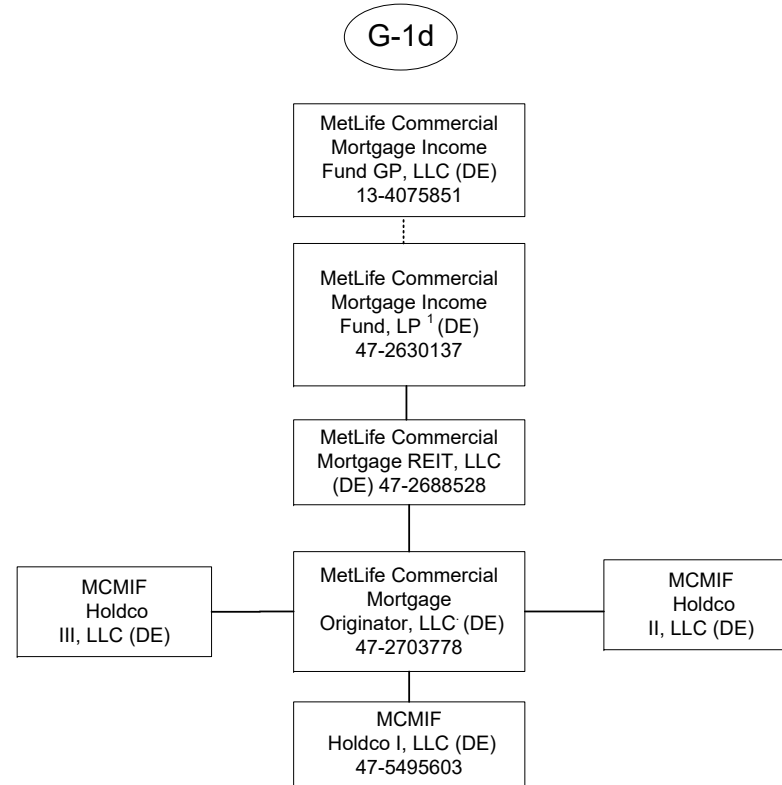 G-1d
MetLife Commercial
Mortgage Income
Fund GP, LLC (DE)
13-4075851
MetLife Commercial
Mortgage Income
Fund, LP ¹ (DE)
47-2630137
MetLife Commercial
Mortgage REIT, LLC
(DE) 47-2688528
MCMIF
Holdco
III, LLC (DE)
MetLife Commercial
Mortgage
Originator, LLC. (DE)
47-2703778
MCMIF
Holdco
II, LLC (DE)
MCMIF
Holdco I, LLC (DE)
47-5495603